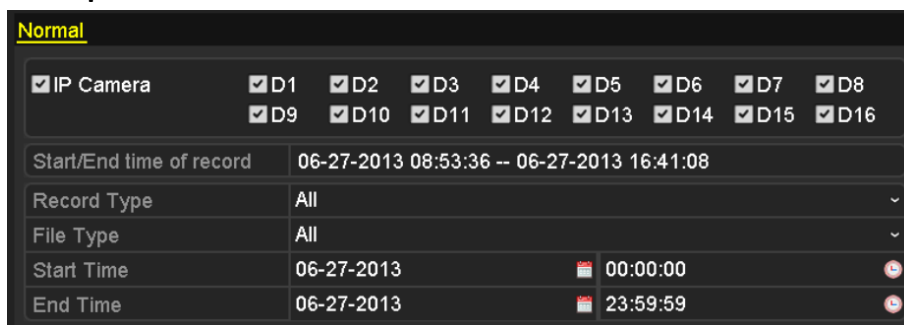 Normal
IP Camera D1 D2 D3 D4 D5 D6 D7 D8
D9 D10 D11 D12 D13 D14 D15 D16
Start/End time of record 06-27-2013 08:53:36 -- 06-27-2013 16:41:08
Record Type All
File Type All
Start Time 06-27-2013 00:00:00
End Time 06-27-2013 23:59:59